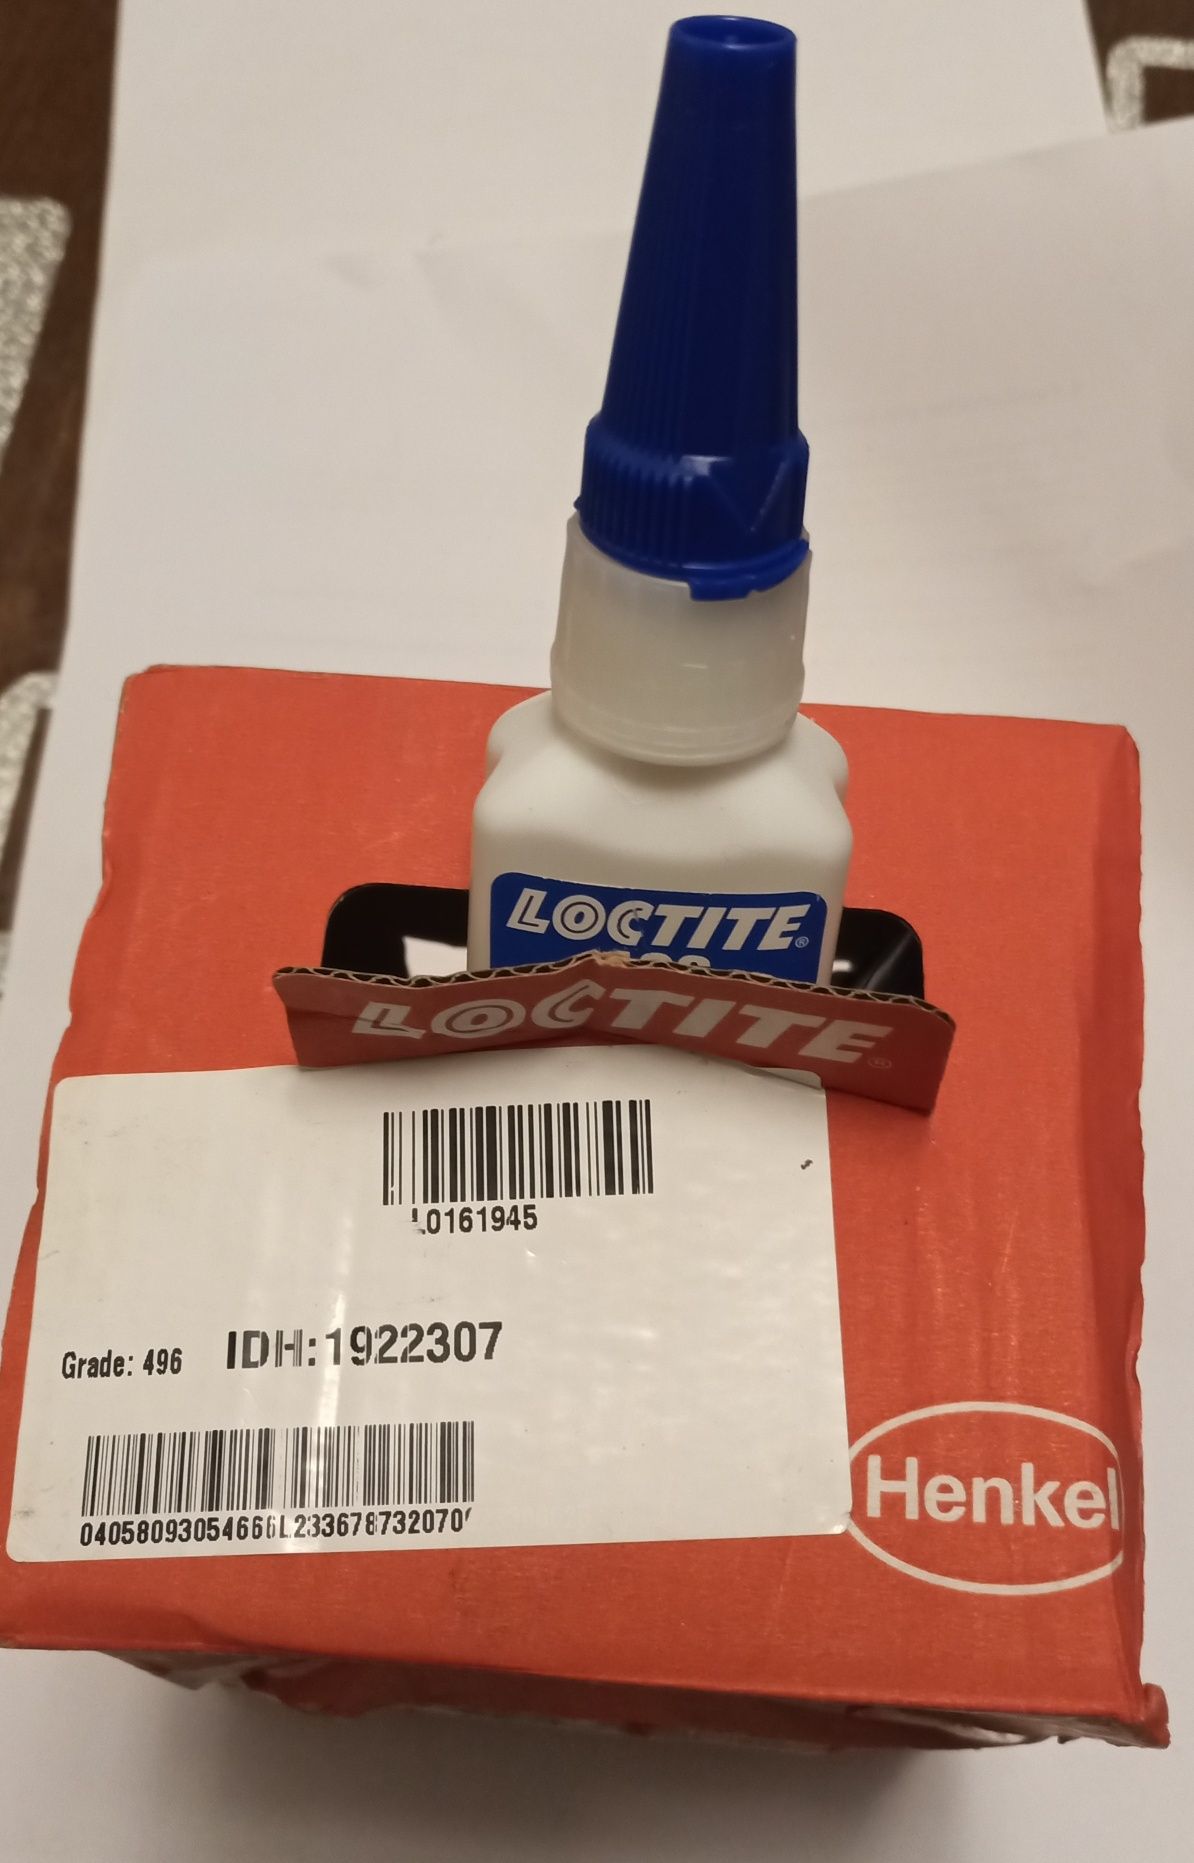 LOCTITE®
LOCTITE®
L0161945
Grade: 496 IDH:1922307
04058093054666L233678732070
Henkel